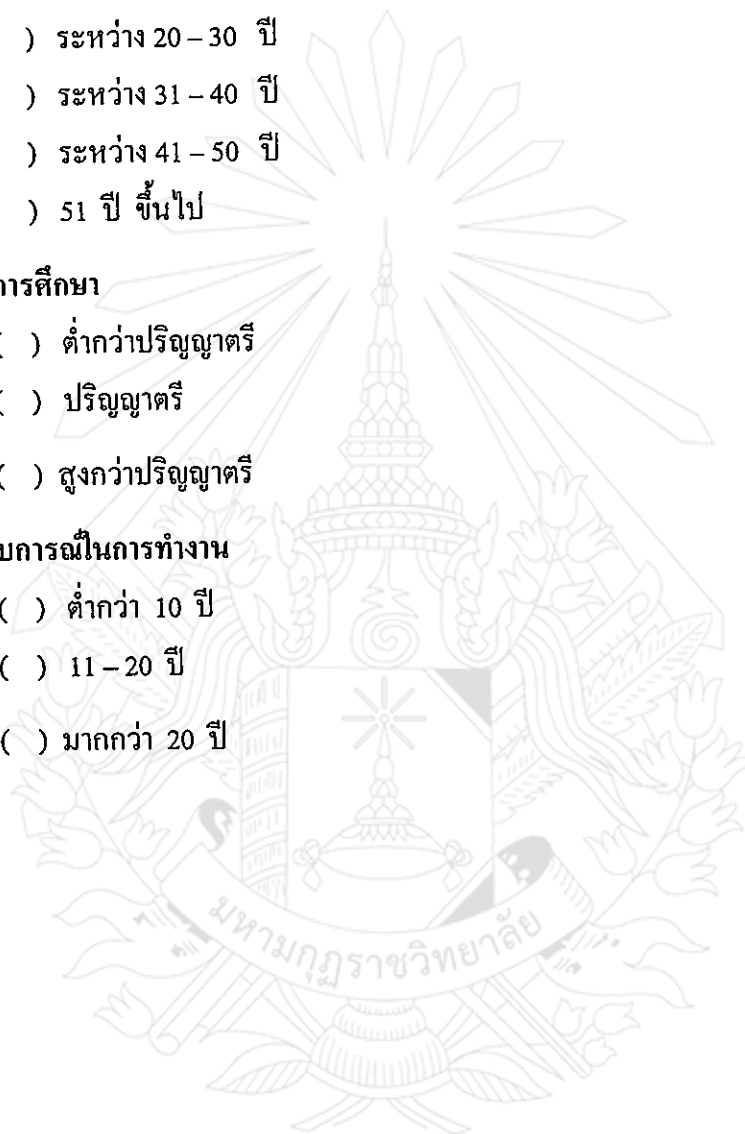 ) ระหว่าง 20 – 30 ปี
) ระหว่าง 31 – 40 ปี
) ระหว่าง 41 – 50 ปี
) 51 ปี ขึ้นไป
การศึกษา
( ) ต่ำกว่าปริญญาตรี
( ) ปริญญาตรี
( ) สูงกว่าปริญญาตรี
บการณ์ในการทำงาน
( ) ต่ำกว่า 10 ปี
( ) 11 – 20 ปี
( ) มากกว่า 20 ปี
มหามกุฏราชวิทยาลัย